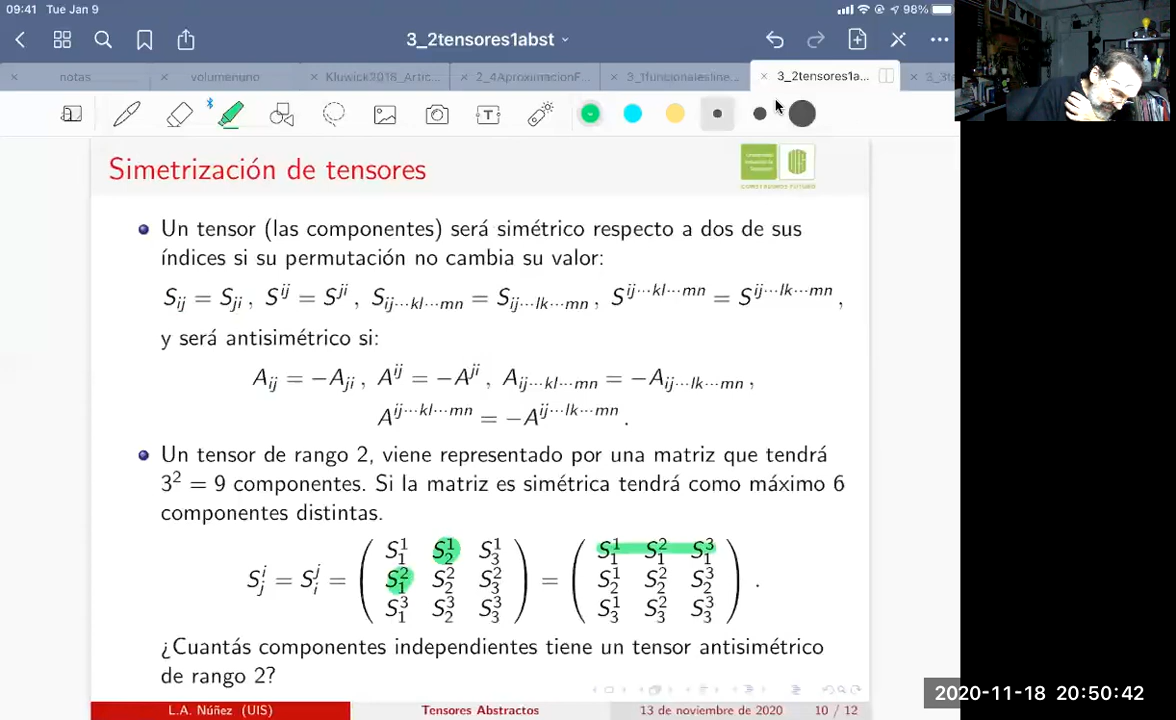 09:41 Tue Jan 9
98%
3_2tensores1abst
notas
volumenuno
Kluwick2018_Artic...
2_4AproximacionF...
3_1funcionalesline...
3_2tensores1a...
3_3te
Simetrización de tensores
CONSTRUIMOS FUTURO
Un tensor (las componentes) será simétrico respecto a dos de sus
índices si su permutación no cambia su valor:
S_{ij} = S_{ji} , S^{ij} = S^{ji} , S_{ij⋯kl⋯mn} = S_{ij⋯lk⋯mn} , S^{ij⋯kl⋯mn} = S^{ij⋯lk⋯mn} ,
y será antisimétrico si:
A_{ij} = −A_{ji} , A^{ij} = −A^{ji} , A_{ij⋯kl⋯mn} = −A_{ij⋯lk⋯mn} ,
A^{ij⋯kl⋯mn} = −A^{ij⋯lk⋯mn} .
Un tensor de rango 2, viene representado por una matriz que tendrá
3² = 9 componentes. Si la matriz es simétrica tendrá como máximo 6
componentes distintas.
S^1_1 S^1_2 S^1_3 S^1_1 S^2_1 S^3_1
S^i_j = S^j_i = S^2_1 S^2_2 S^2_3 = S^1_2 S^2_2 S^3_2 .
S^3_1 S^3_2 S^3_3 S^1_3 S^2_3 S^3_3
¿Cuantás componentes independientes tiene un tensor antisimétrico
de rango 2?
L.A. Núñez (UIS) Tensores Abstractos 13 de noviembre de 2020 10 / 12
2020-11-18 20:50:42